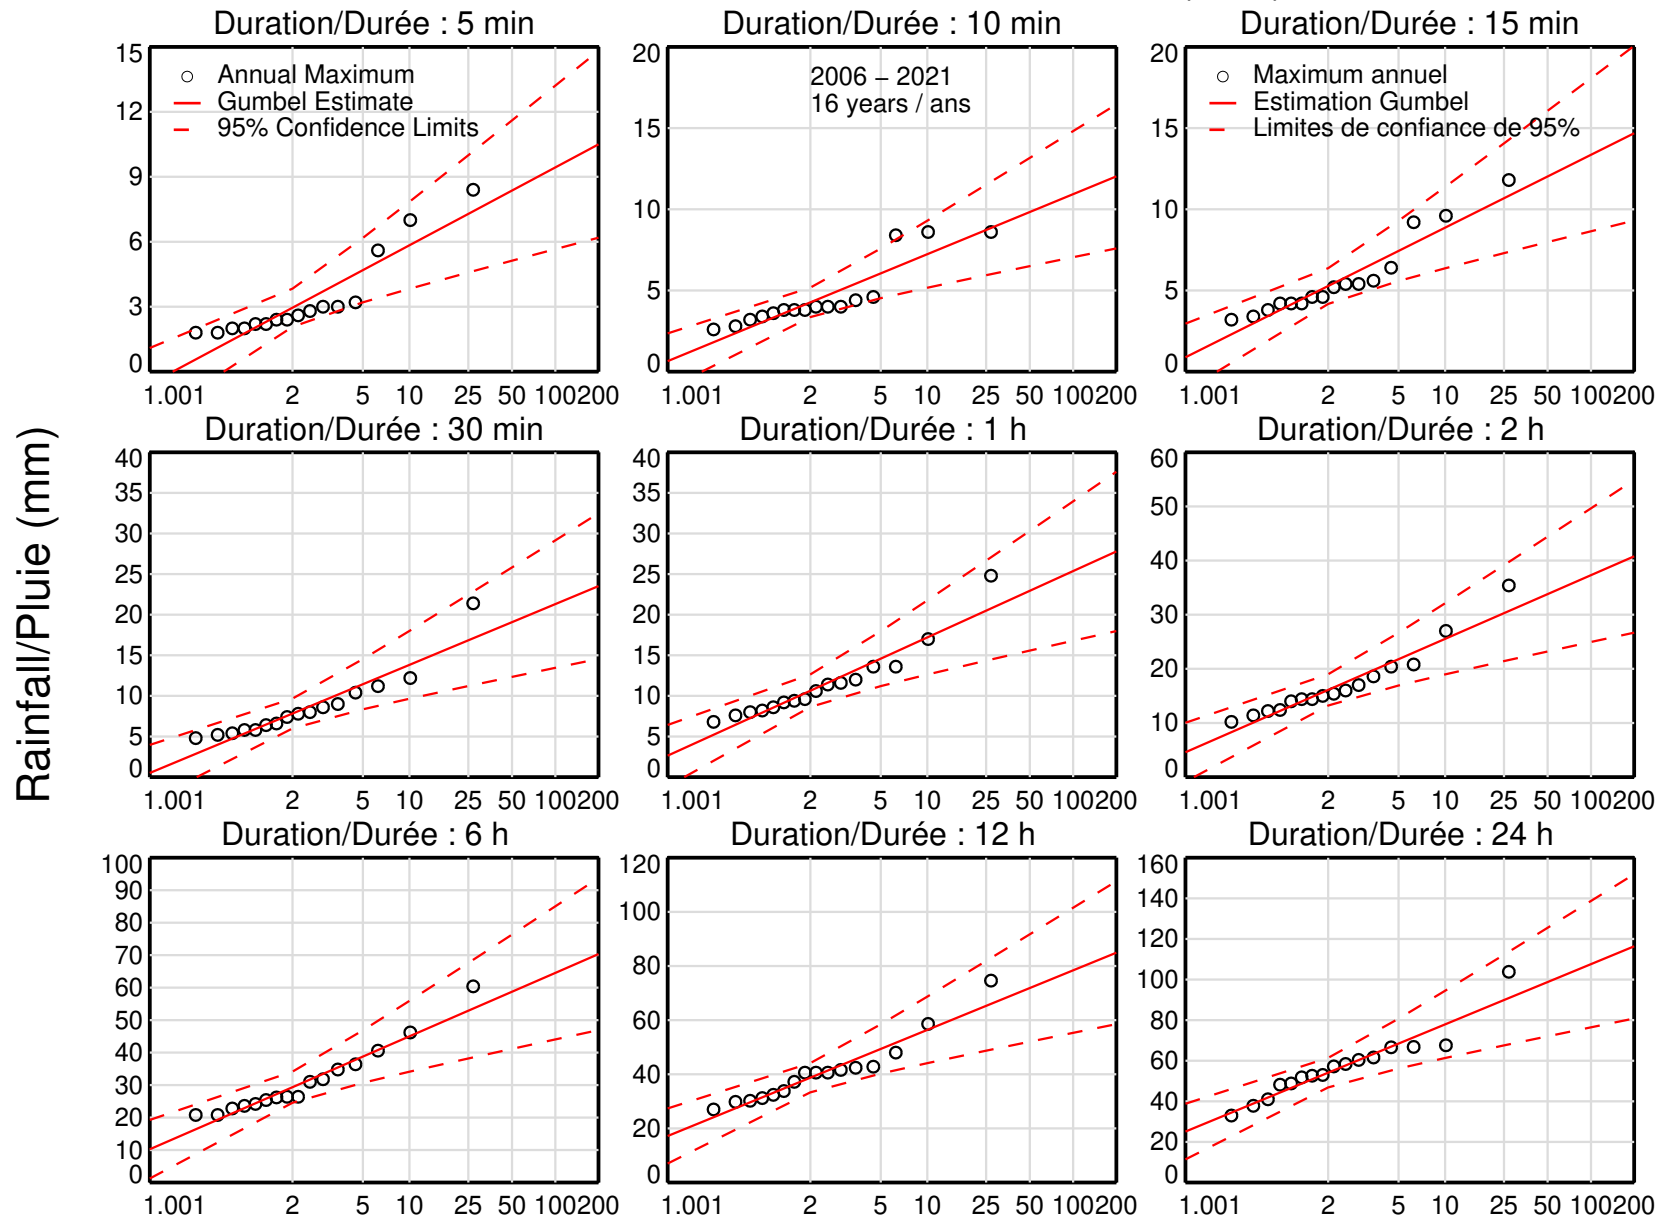 Duration/Durée : 5 min
15
12
9
6
3
0
○ Annual Maximum
Gumbel Estimate
95% Confidence Limits
1.001 2 5 10 25 50 100200
Duration/Durée : 10 min
20
15
10
5
0
2006 – 2021
16 years / ans
1.001 2 5 10 25 50 100200
Duration/Durée : 15 min
20
15
10
5
0
○ Maximum annuel
Estimation Gumbel
Limites de confiance de 95%
1.001 2 5 10 25 50 100200
Rainfall/Pluie (mm)
Duration/Durée : 30 min
40
35
30
25
20
15
10
5
0
1.001 2 5 10 25 50 100200
Duration/Durée : 1 h
40
35
30
25
20
15
10
5
0
1.001 2 5 10 25 50 100200
Duration/Durée : 2 h
60
50
40
30
20
10
0
1.001 2 5 10 25 50 100200
Duration/Durée : 6 h
100
90
80
70
60
50
40
30
20
10
0
1.001 2 5 10 25 50 100200
Duration/Durée : 12 h
120
100
80
60
40
20
0
1.001 2 5 10 25 50 100200
Duration/Durée : 24 h
160
140
120
100
80
60
40
20
0
1.001 2 5 10 25 50 100200